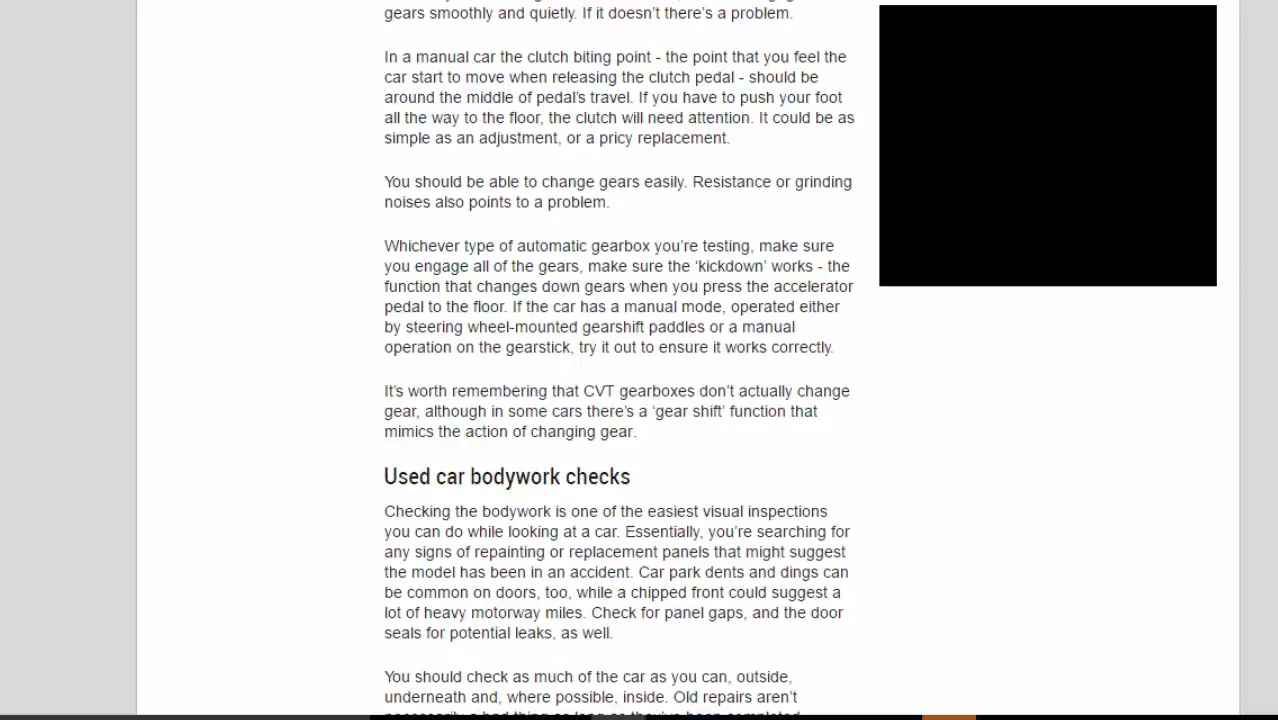 gears smoothly and quietly. If it doesn’t there’s a problem.
In a manual car the clutch biting point - the point that you feel the
car start to move when releasing the clutch pedal - should be
around the middle of pedal’s travel. If you have to push your foot
all the way to the floor, the clutch will need attention. It could be as
simple as an adjustment, or a pricy replacement.
You should be able to change gears easily. Resistance or grinding
noises also points to a problem.
Whichever type of automatic gearbox you’re testing, make sure
you engage all of the gears, make sure the ‘kickdown’ works - the
function that changes down gears when you press the accelerator
pedal to the floor. If the car has a manual mode, operated either
by steering wheel-mounted gearshift paddles or a manual
operation on the gearstick, try it out to ensure it works correctly.
It’s worth remembering that CVT gearboxes don’t actually change
gear, although in some cars there’s a ‘gear shift’ function that
mimics the action of changing gear.
Used car bodywork checks
Checking the bodywork is one of the easiest visual inspections
you can do while looking at a car. Essentially, you’re searching for
any signs of repainting or replacement panels that might suggest
the model has been in an accident. Car park dents and dings can
be common on doors, too, while a chipped front could suggest a
lot of heavy motorway miles. Check for panel gaps, and the door
seals for potential leaks, as well.
You should check as much of the car as you can, outside,
underneath and, where possible, inside. Old repairs aren’t